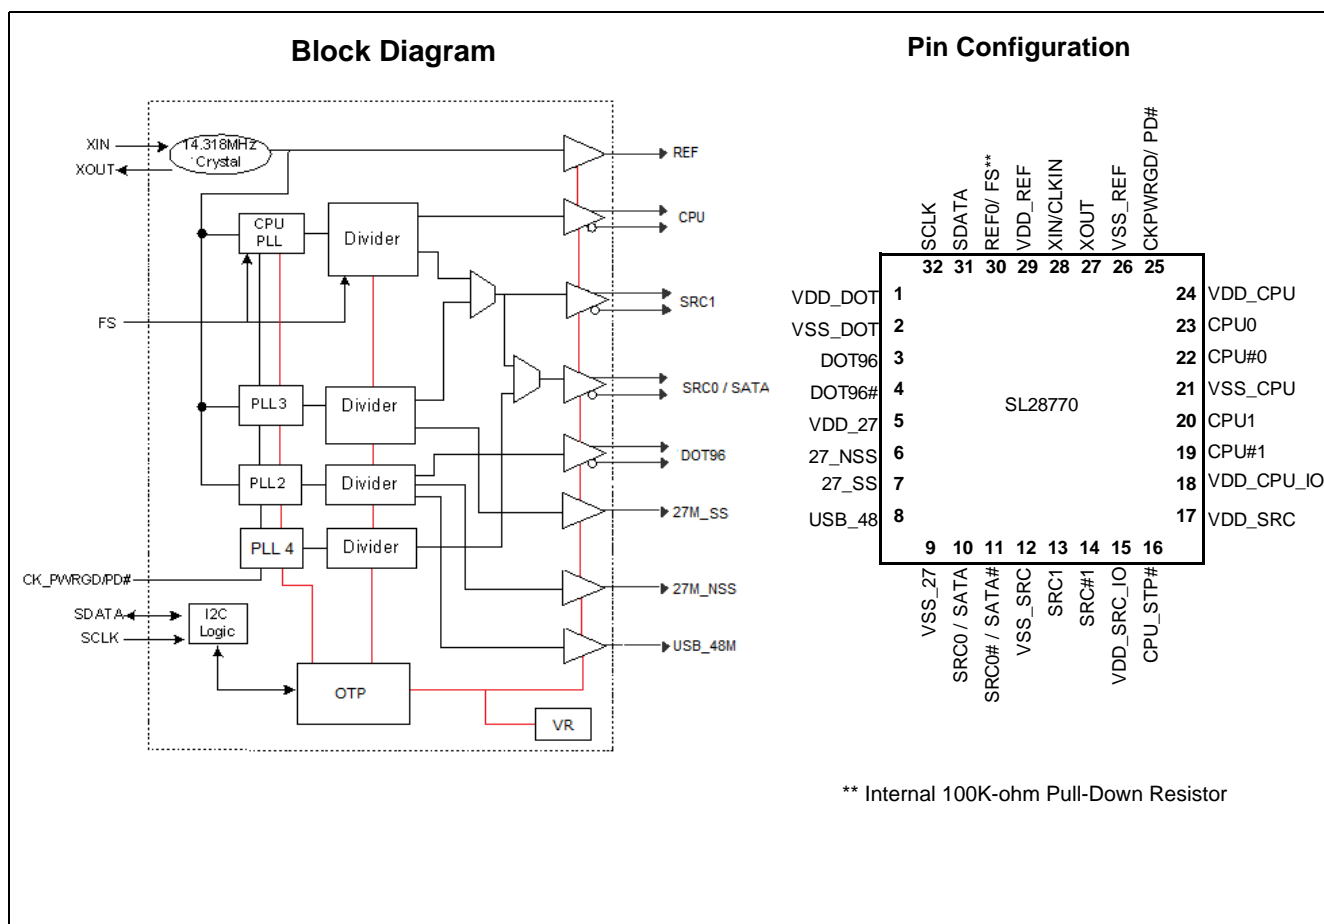 Block Diagram
XIN
XOUT
14.318MHz
Crystal
REF
CPU
PLL
Divider
CPU
SRC1
FS
SRC0 / SATA
PLL3
Divider
DOT96
PLL2
Divider
27M_SS
PLL 4
Divider
CK_PWRGD/PD#
27M_NSS
SDATA
SCLK
I2C
Logic
USB_48M
OTP
VR
Pin Configuration
SCLK
SDATA
REF0/ FS**
VDD_REF
XIN/CLKIN
XOUT
VSS_REF
CKPWRGD/ PD#
32 31 30 29 28 27 26 25
VDD_DOT 1
VSS_DOT 2
DOT96 3
DOT96# 4
VDD_27 5
27_NSS 6
27_SS 7
USB_48 8
SL28770
24 VDD_CPU
23 CPU0
22 CPU#0
21 VSS_CPU
20 CPU1
19 CPU#1
18 VDD_CPU_IO
17 VDD_SRC
9 10 11 12 13 14 15 16
VSS_27
SRC0 / SATA
SRC0# / SATA#
VSS_SRC
SRC1
SRC#1
VDD_SRC_IO
CPU_STP#
** Internal 100K-ohm Pull-Down Resistor